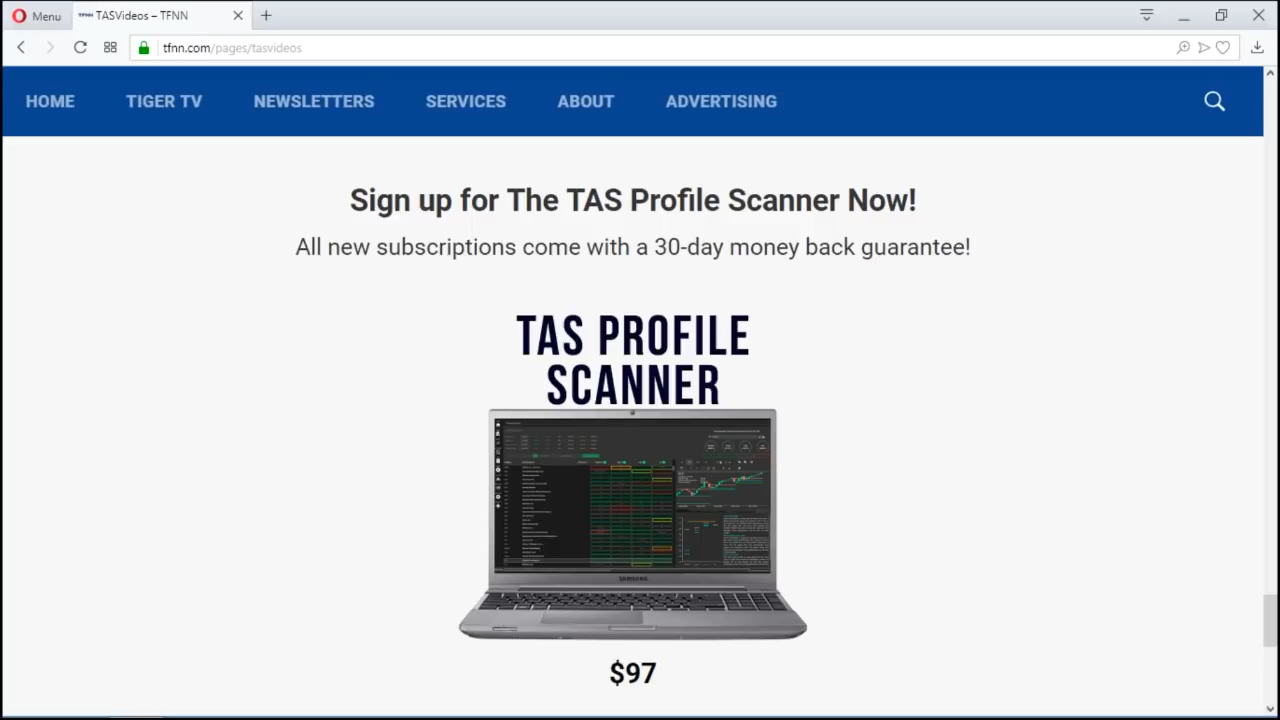 Menu
TFNN TASVideos – TFNN
tfnn.com/pages/tasvideos
HOME
TIGER TV
NEWSLETTERS
SERVICES
ABOUT
ADVERTISING
Sign up for The TAS Profile Scanner Now!
All new subscriptions come with a 30-day money back guarantee!
TAS PROFILE
SCANNER
SAMSUNG
$97